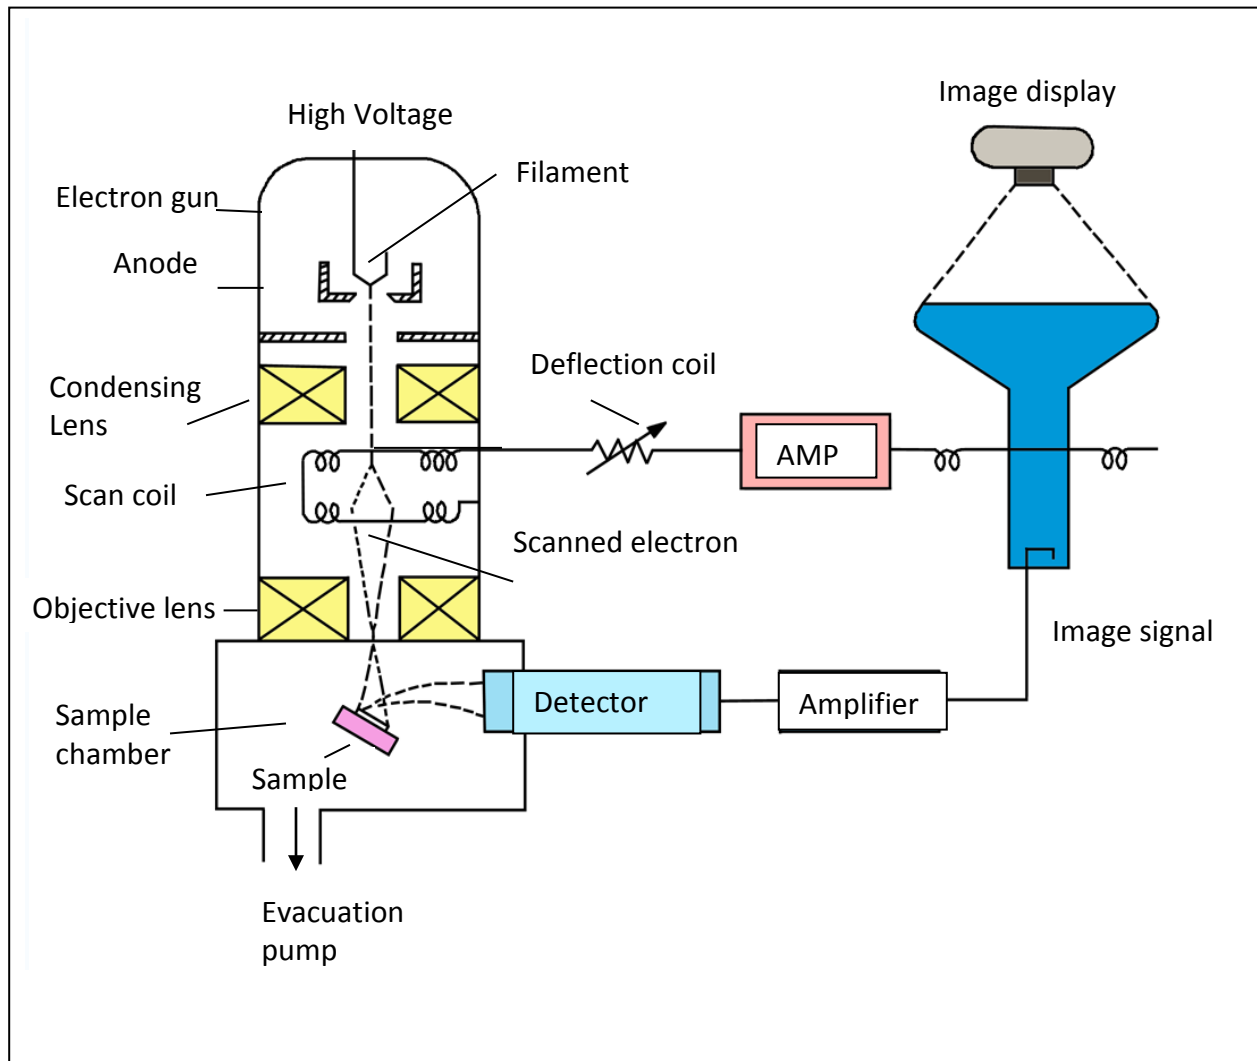 Image display
High Voltage
Filament
Electron gun
Anode
Deflection coil
Condensing
Lens
AMP
Scan coil
Scanned electron
Objective lens
Image signal
Detector
Amplifier
Sample
chamber
Sample
Evacuation
pump